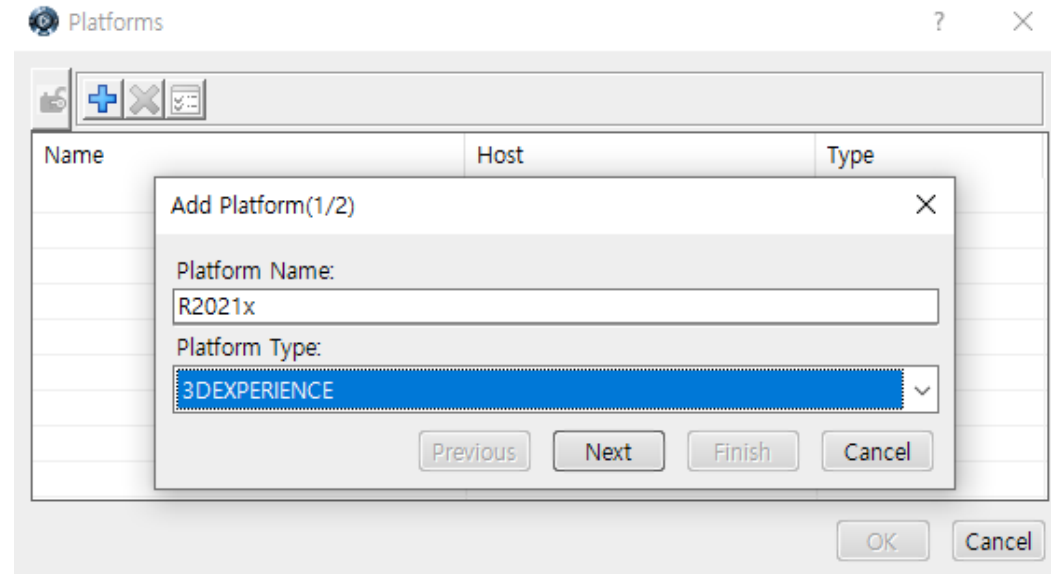 Platforms
Name Host Type
Add Platform(1/2)
Platform Name:
R2021x
Platform Type:
3DEXPERIENCE
Previous Next Finish Cancel
OK Cancel